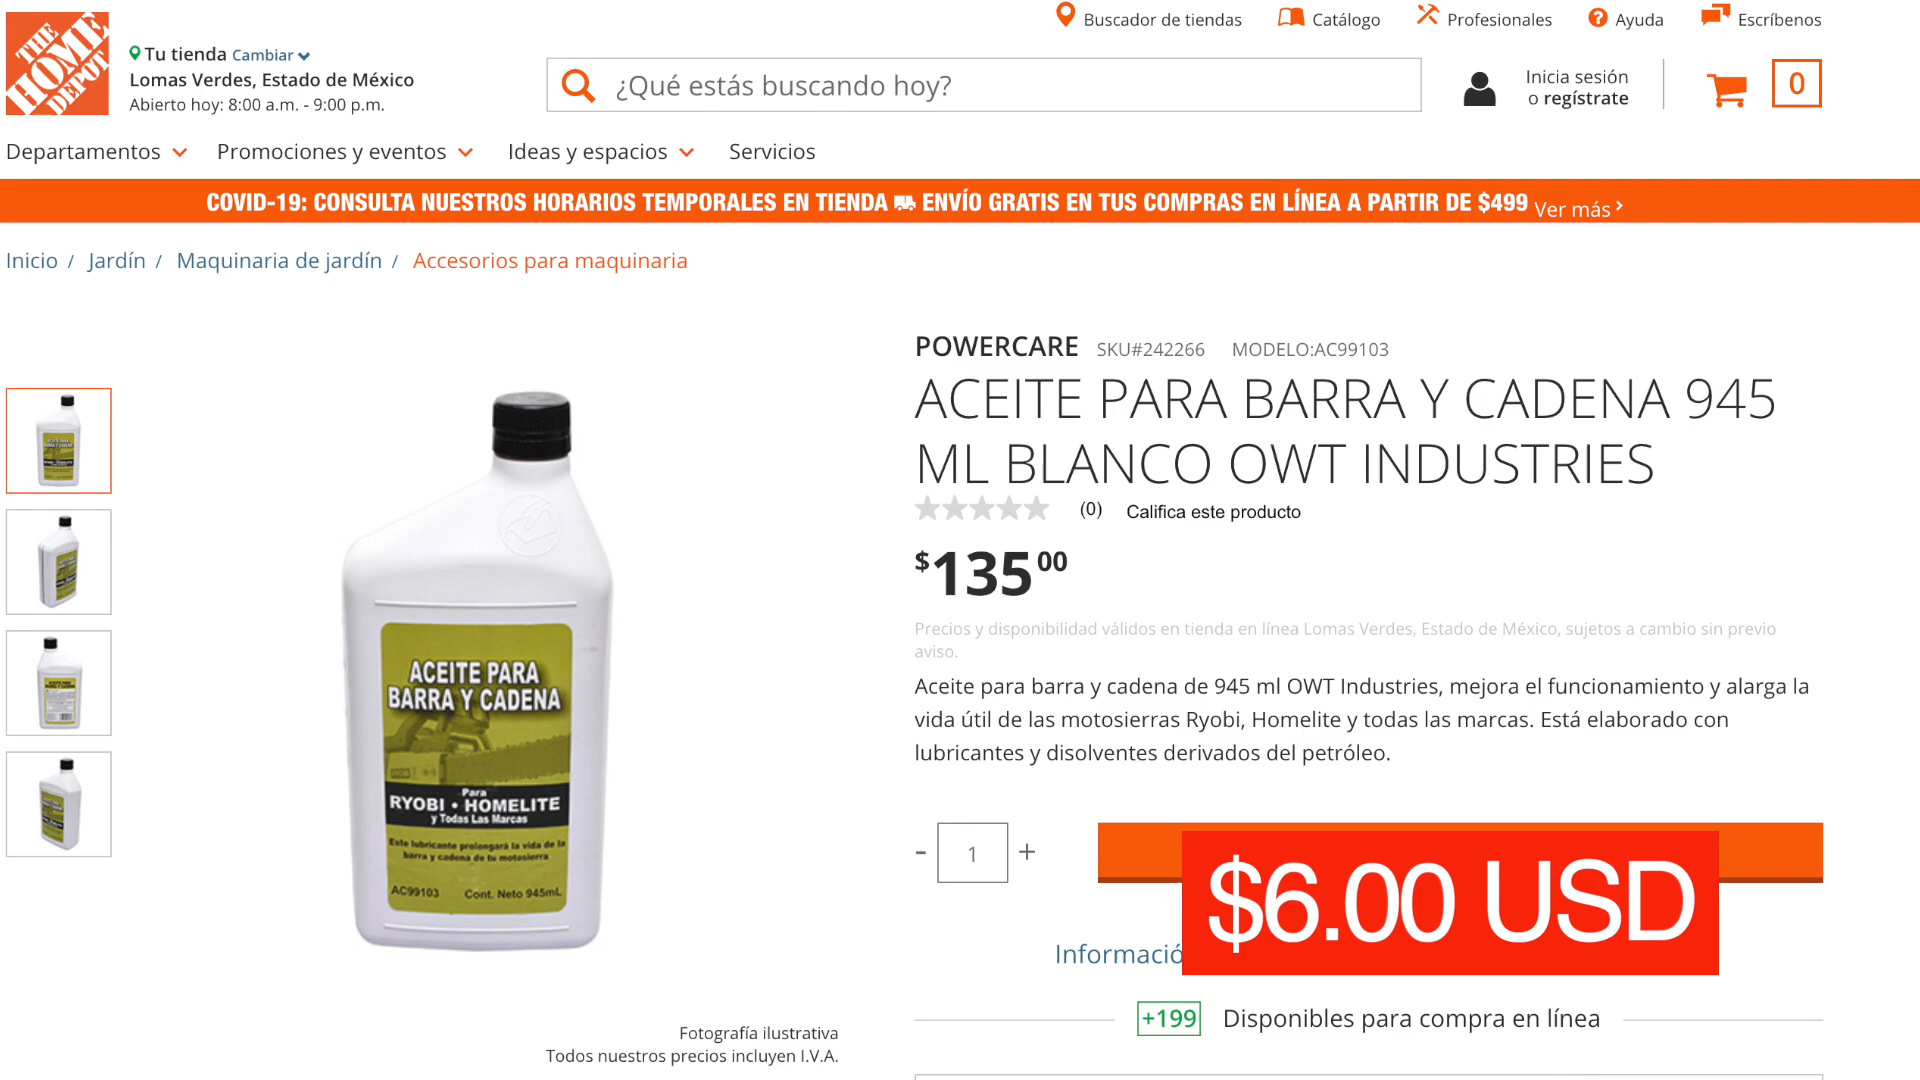 THE
HOME
DEPOT
Buscador de tiendas
Catálogo
Profesionales
Ayuda
Escríbenos
Tu tienda Cambiar
Lomas Verdes, Estado de México
Abierto hoy: 8:00 a.m. - 9:00 p.m.
¿Qué estás buscando hoy?
Inicia sesión
o regístrate
0
Departamentos
Promociones y eventos
Ideas y espacios
Servicios
COVID-19: CONSULTA NUESTROS HORARIOS TEMPORALES EN TIENDA ENVÍO GRATIS EN TUS COMPRAS EN LÍNEA A PARTIR DE $499 Ver más
Inicio / Jardín / Maquinaria de jardín / Accesorios para maquinaria
POWERCARE SKU#242266 MODELO:AC99103
ACEITE PARA BARRA Y CADENA 945
ML BLANCO OWT INDUSTRIES
(0) Califica este producto
$135.00
Precios y disponibilidad válidos en tienda en línea Lomas Verdes, Estado de México, sujetos a cambio sin previo
aviso.
Aceite para barra y cadena de 945 ml OWT Industries, mejora el funcionamiento y alarga la
vida útil de las motosierras Ryobi, Homelite y todas las marcas. Está elaborado con
lubricantes y disolventes derivados del petróleo.
- 1 +
$6.00 USD
Informació
+199 Disponibles para compra en línea
ACEITE PARA
BARRA Y CADENA
Para
RYOBI • HOMELITE
y Todas Las Marcas
Este lubricante prolongará la vida de la
barra y cadena de tu motosierra
AC99103 Cont. Neto 945mL
Fotografía ilustrativa
Todos nuestros precios incluyen I.V.A.